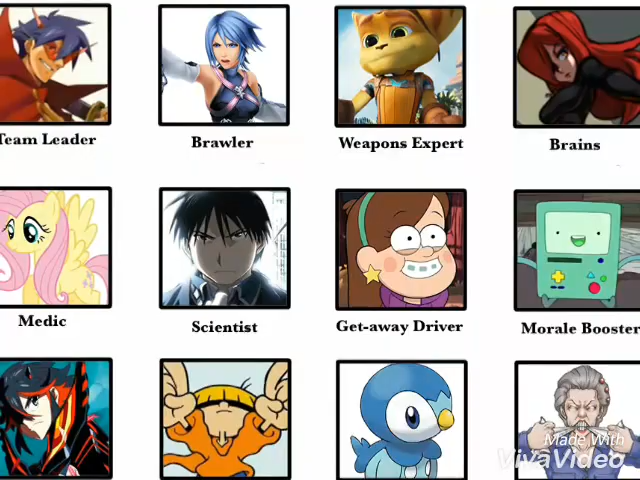 Team Leader
Brawler
Weapons Expert
Brains
Medic
Scientist
Get-away Driver
Morale Booster
Made With
VivaVideo